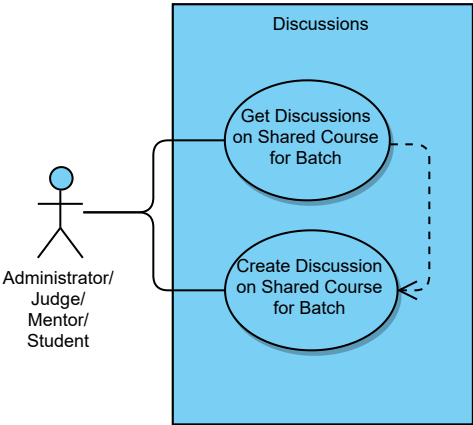 Discussions
Get Discussions
on Shared Course
for Batch
Create Discussion
on Shared Course
for Batch
Administrator/
Judge/
Mentor/
Student